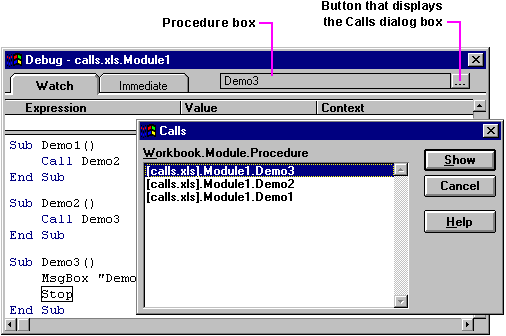 Procedure box
Button that displays
the Calls dialog box
Debug - calls.xls.Module1
Watch
Immediate
Demo3
...
Expression
Value
Context
Sub Demo1()
Call Demo2
End Sub
Sub Demo2()
Call Demo3
End Sub
Sub Demo3()
MsgBox "Demo
Stop
End Sub
Calls
Workbook.Module.Procedure
[calls.xls].Module1.Demo3
[calls.xls].Module1.Demo2
[calls.xls].Module1.Demo1
Show
Cancel
Help